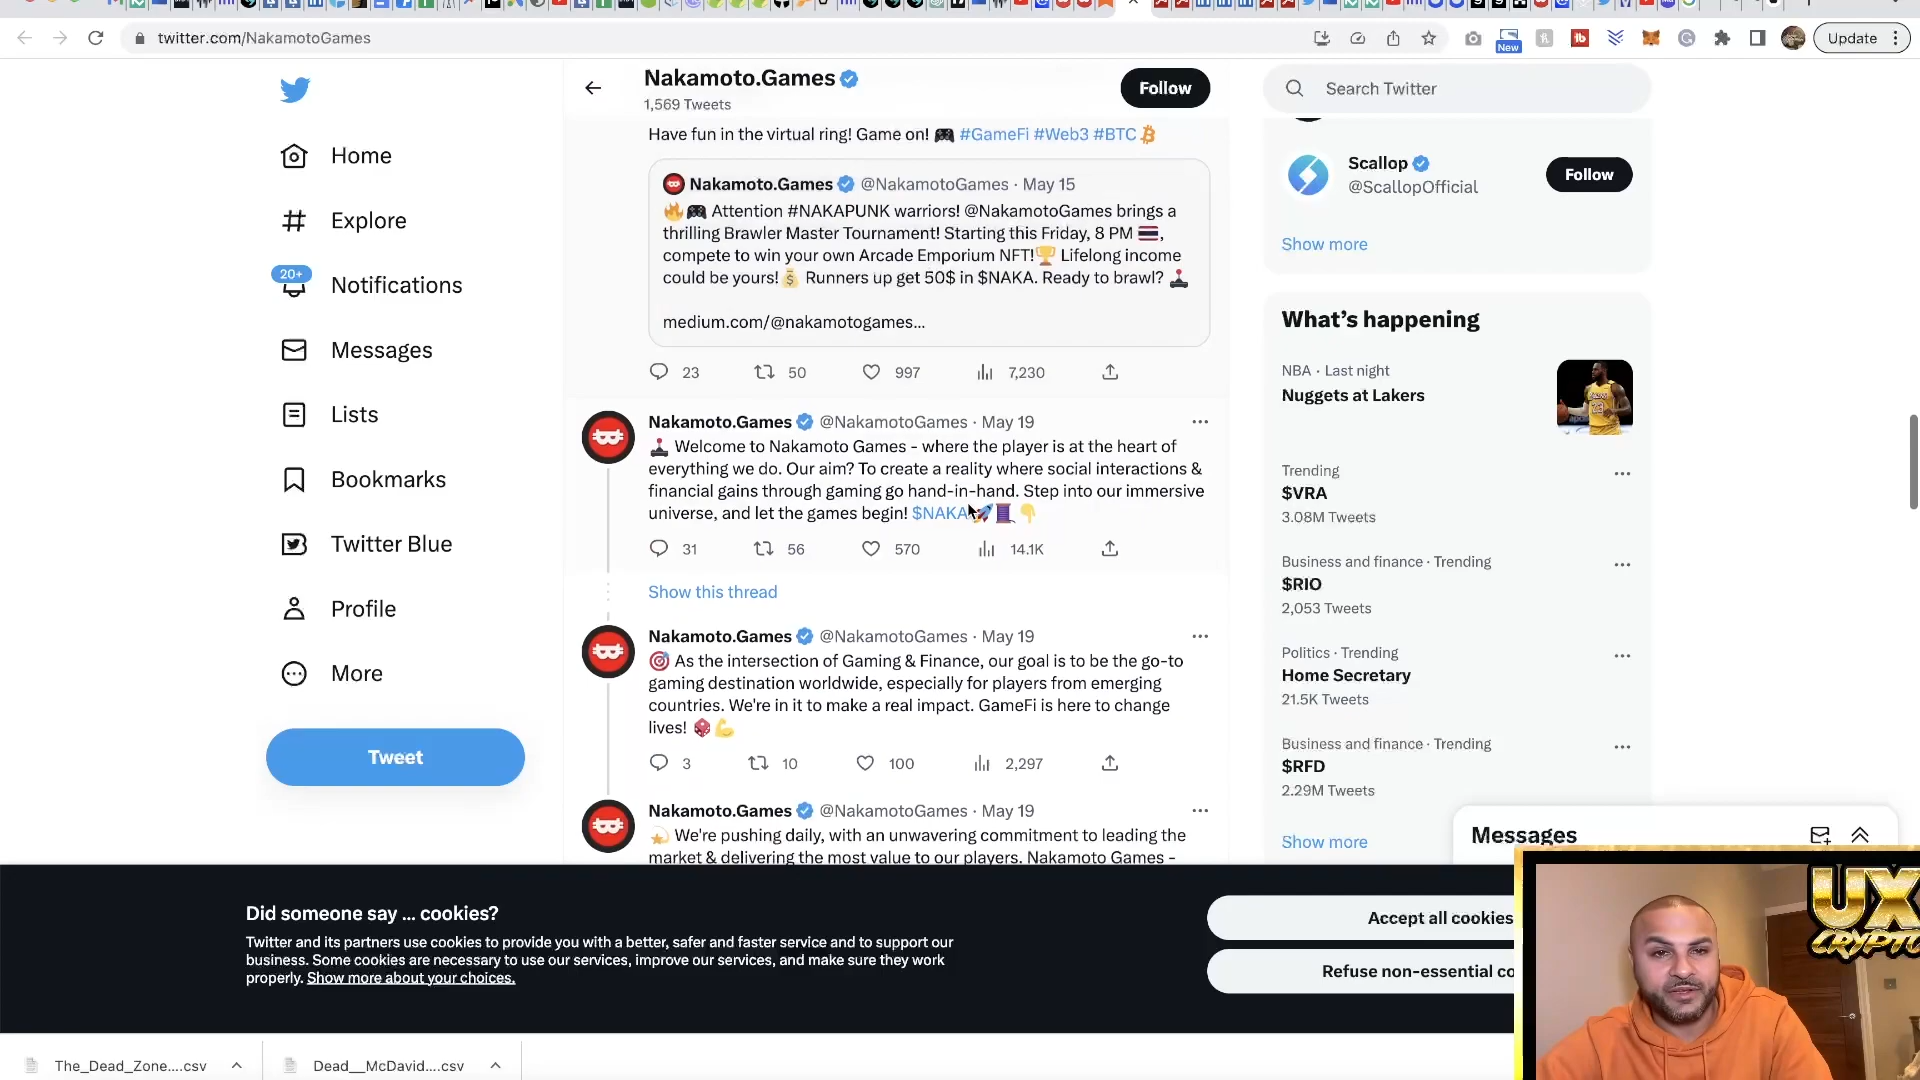 twitter.com/NakamotoGames
New
Update
Home
Explore
20+
Notifications
Messages
Lists
Bookmarks
Twitter Blue
Profile
More
Tweet
Nakamoto.Games
1,569 Tweets
Follow
Have fun in the virtual ring! Game on! 🎮 #GameFi #Web3 #BTC
Nakamoto.Games @NakamotoGames · May 15
🔥🎮 Attention #NAKAPUNK warriors! @NakamotoGames brings a
thrilling Brawler Master Tournament! Starting this Friday, 8 PM 🇹🇭,
compete to win your own Arcade Emporium NFT!🏆 Lifelong income
could be yours!💰 Runners up get 50$ in $NAKA. Ready to brawl? 🕹️
medium.com/@nakamotogames...
23 50 997 7,230
Nakamoto.Games @NakamotoGames · May 19
🕹️ Welcome to Nakamoto Games - where the player is at the heart of
everything we do. Our aim? To create a reality where social interactions &
financial gains through gaming go hand-in-hand. Step into our immersive
universe, and let the games begin! $NAKA🚀🧵👇
31 56 570 14.1K
Show this thread
Nakamoto.Games @NakamotoGames · May 19
🎯 As the intersection of Gaming & Finance, our goal is to be the go-to
gaming destination worldwide, especially for players from emerging
countries. We're in it to make a real impact. GameFi is here to change
lives! 🎲💪
3 10 100 2,297
Nakamoto.Games @NakamotoGames · May 19
💫 We're pushing daily, with an unwavering commitment to leading the
market & delivering the most value to our players. Nakamoto Games -
Search Twitter
Scallop
@ScallopOfficial
Follow
Show more
What's happening
NBA · Last night
Nuggets at Lakers
Trending
$VRA
3.08M Tweets
Business and finance · Trending
$RIO
2,053 Tweets
Politics · Trending
Home Secretary
21.5K Tweets
Business and finance · Trending
$RFD
2.29M Tweets
Show more
Messages
Did someone say ... cookies?
Twitter and its partners use cookies to provide you with a better, safer and faster service and to support our
business. Some cookies are necessary to use our services, improve our services, and make sure they work
properly. Show more about your choices.
Accept all cookies
Refuse non-essential co
UX
CRYPTO
The_Dead_Zone....csv
Dead__McDavid....csv